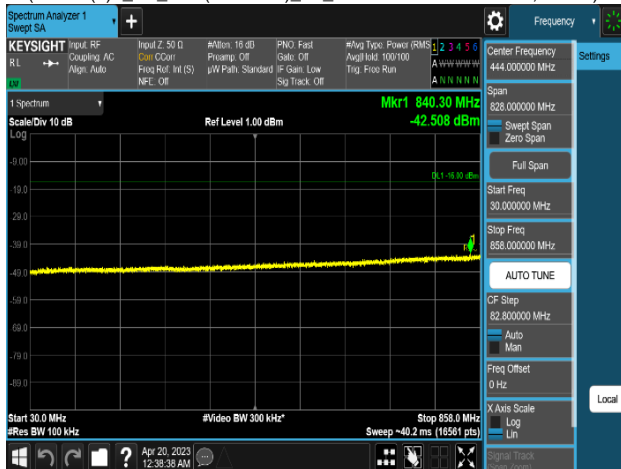 Spectrum Analyzer 1
Swept SA
Frequency
KEYSIGHT
RL
Input: RF
Coupling: AC
Align: Auto
Input Z: 50 Ω
Corr CCorr
Freq Ref: Int (S)
NFE: Off
#Atten: 16 dB
Preamp: Off
µW Path: Standard
PNO: Fast
Gate: Off
IF Gain: Low
Sig Track: Off
#Avg Type: Power (RMS
Avg|Hold: 100/100
Trig: Free Run
1 2 3 4 5 6
A W W W W W
A N N N N N
Center Frequency
444.000000 MHz
Settings
Span
828.000000 MHz
Swept Span
Zero Span
Full Span
Start Freq
30.000000 MHz
Stop Freq
858.000000 MHz
AUTO TUNE
CF Step
82.800000 MHz
Auto
Man
Freq Offset
0 Hz
X Axis Scale
Log
Lin
Signal Track
Local
1 Spectrum
Scale/Div 10 dB
Ref Level 1.00 dBm
Mkr1 840.30 MHz
-42.508 dBm
Log
-9.00
-19.0
-29.0
-39.0
-49.0
-59.0
-69.0
-79.0
-89.0
DL1 -16.00 dBm
Start 30.0 MHz
#Video BW 300 kHz*
Stop 858.0 MHz
#Res BW 100 kHz
Sweep ~40.2 ms (16561 pts)
?
Apr 20, 2023
12:38:38 AM